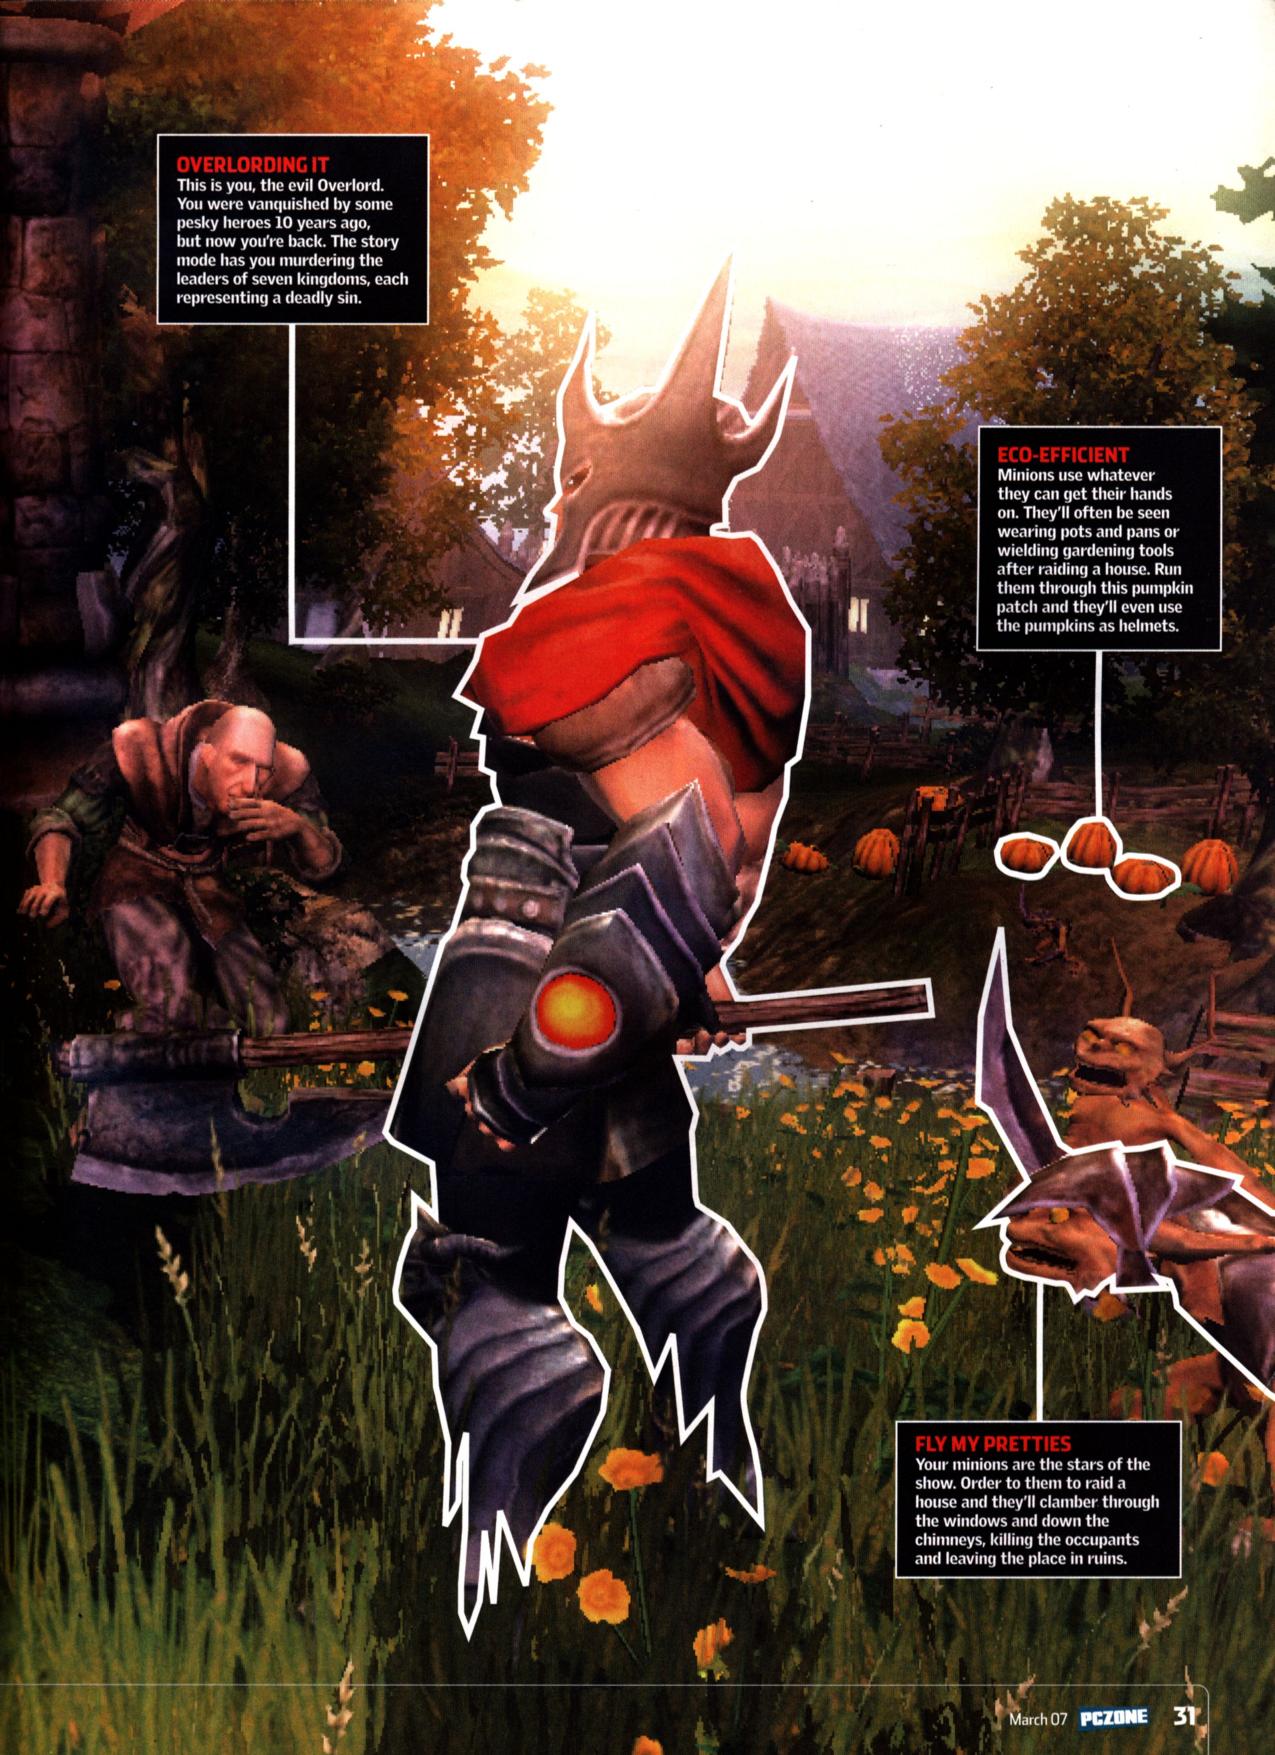 OVERLORDING IT
This is you, the evil Overlord.
You were vanquished by some
pesky heroes 10 years ago,
but now you're back. The story
mode has you murdering the
leaders of seven kingdoms, each
representing a deadly sin.
ECO-EFFICIENT
Minions use whatever
they can get their hands
on. They'll often be seen
wearing pots and pans or
wielding gardening tools
after raiding a house. Run
them through this pumpkin
patch and they'll even use
the pumpkins as helmets.
FLY MY PRETTIES
Your minions are the stars of the
show. Order to them to raid a
house and they'll clamber through
the windows and down the
chimneys, killing the occupants
and leaving the place in ruins.
March 07 PCZONE 31